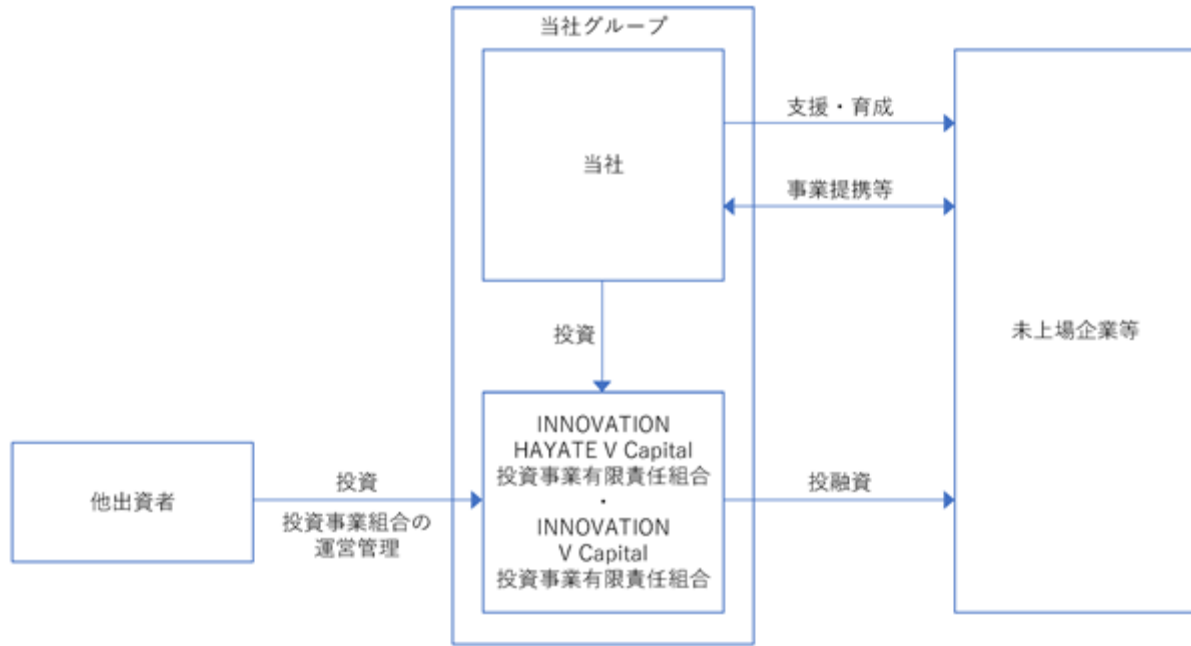 当社グループ
当社
支援・育成
事業提携等
未上場企業等
投資
INNOVATION
HAYATE V Capital
投資事業有限責任組合
・
INNOVATION
V Capital
投資事業有限責任組合
他出資者
投資
投資事業組合の
運営管理
投融資